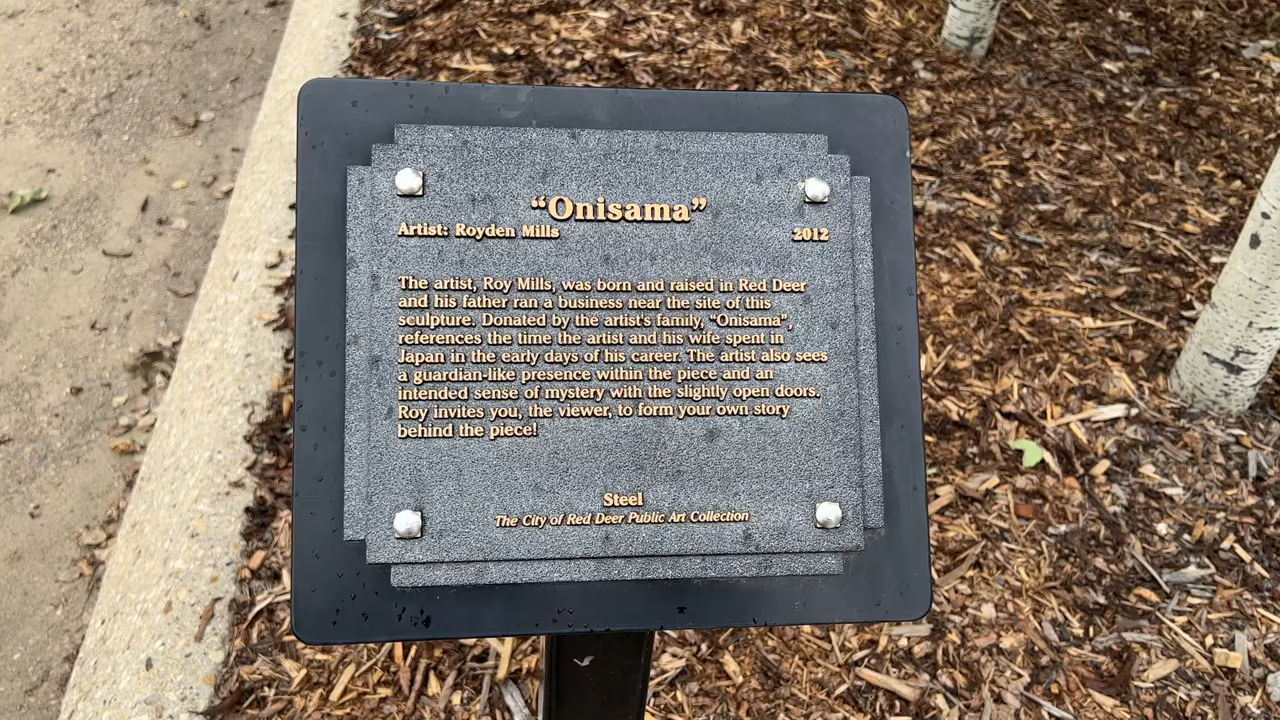 “Onisama”
Artist: Royden Mills 2012
The artist, Roy Mills, was born and raised in Red Deer
and his father ran a business near the site of this
sculpture. Donated by the artist's family, “Onisama”,
references the time the artist and his wife spent in
Japan in the early days of his career. The artist also sees
a guardian-like presence within the piece and an
intended sense of mystery with the slightly open doors.
Roy invites you, the viewer, to form your own story
behind the piece!
Steel
The City of Red Deer Public Art Collection